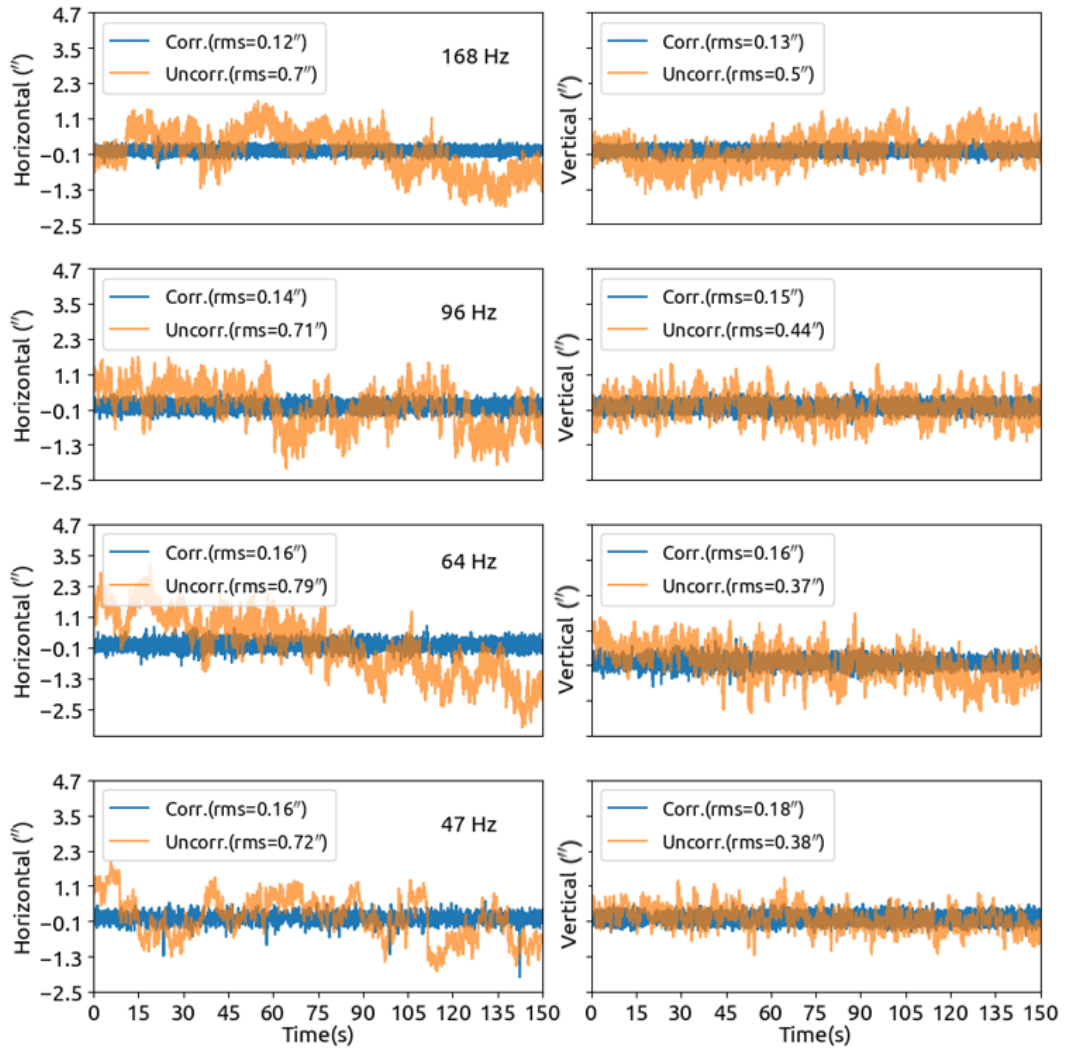 4.7
3.5
2.3
1.1
−0.1
−1.3
−2.5
Horizontal (″)
Corr.(rms=0.12″)
Uncorr.(rms=0.7″)
168 Hz
Vertical (″)
Corr.(rms=0.13″)
Uncorr.(rms=0.5″)
4.7
3.5
2.3
1.1
−0.1
−1.3
−2.5
Horizontal (″)
Corr.(rms=0.14″)
Uncorr.(rms=0.71″)
96 Hz
Vertical (″)
Corr.(rms=0.15″)
Uncorr.(rms=0.44″)
4.7
3.5
2.3
1.1
−0.1
−1.3
−2.5
Horizontal (″)
Corr.(rms=0.16″)
Uncorr.(rms=0.79″)
64 Hz
Vertical (″)
Corr.(rms=0.16″)
Uncorr.(rms=0.37″)
4.7
3.5
2.3
1.1
−0.1
−1.3
−2.5
Horizontal (″)
Corr.(rms=0.16″)
Uncorr.(rms=0.72″)
47 Hz
0 15 30 45 60 75 90 105 120 135 150
Time(s)
Vertical (″)
Corr.(rms=0.18″)
Uncorr.(rms=0.38″)
0 15 30 45 60 75 90 105 120 135 150
Time(s)